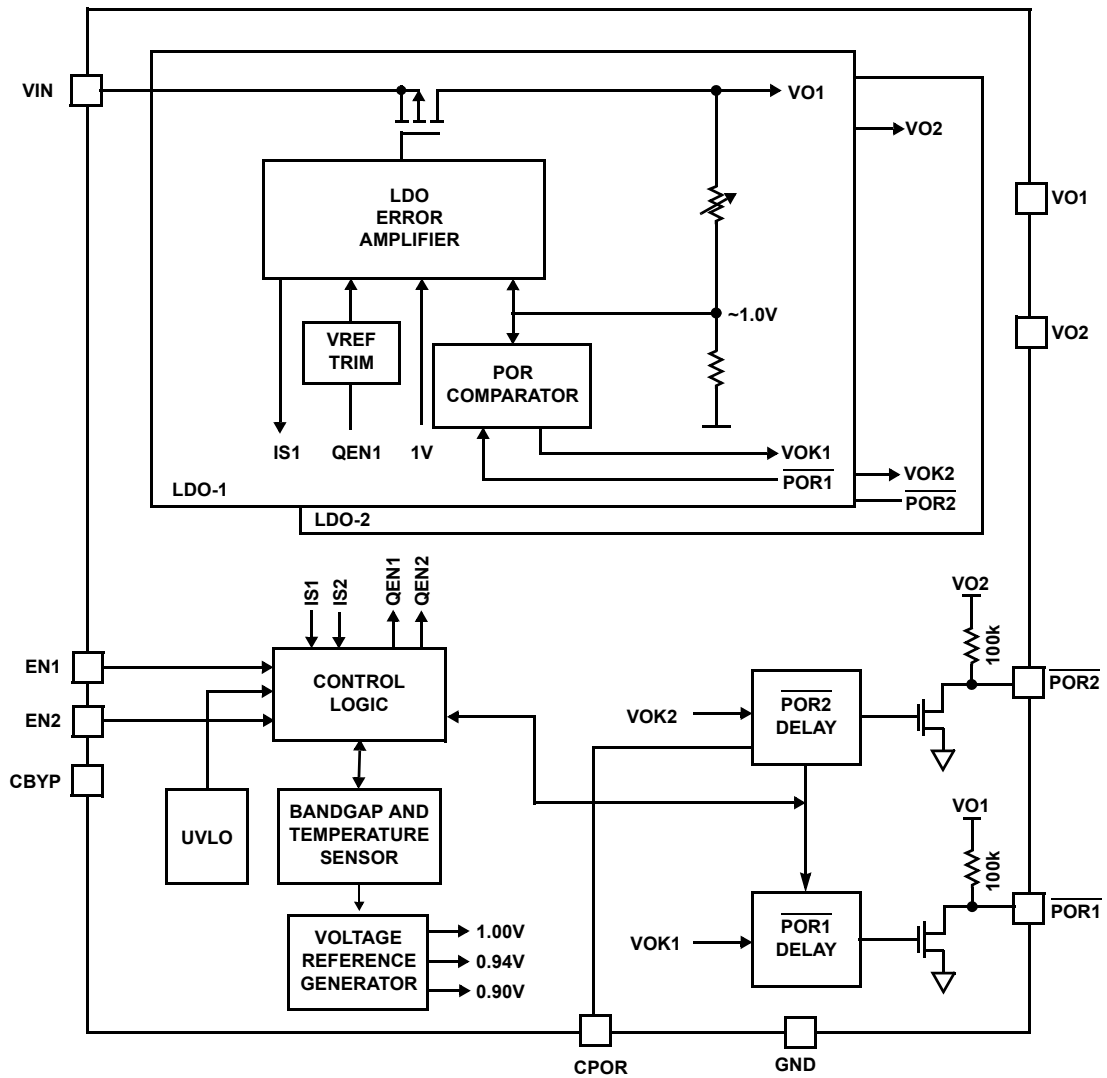 VIN
VO1
VO2
LDO
ERROR
AMPLIFIER
VO1
~1.0V
VREF
TRIM
POR
COMPARATOR
VO2
IS1
QEN1
1V
VOK1
POR1
VOK2
POR2
LDO-1
LDO-2
IS1
IS2
QEN1
QEN2
VO2
100k
EN1
CONTROL
LOGIC
POR2
EN2
VOK2
POR2
DELAY
CBYP
UVLO
BANDGAP AND
TEMPERATURE
SENSOR
VO1
100k
POR1
VOLTAGE
REFERENCE
GENERATOR
1.00V
0.94V
0.90V
VOK1
POR1
DELAY
CPOR
GND